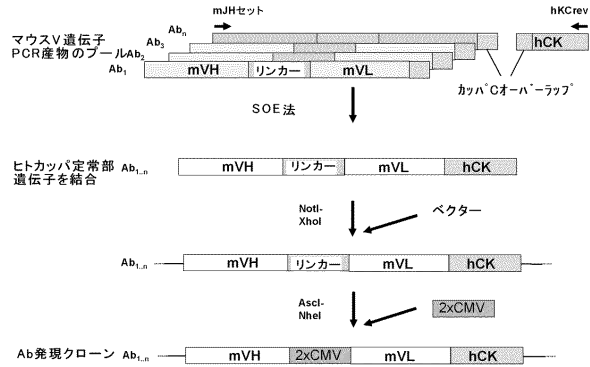 mJHセット
hKCrev
マウスV遺伝子
PCR産物のプール
Abn
Ab3
Ab2
Ab1
hCK
mVH
リンカー
mVL
カッパCオーバーラップ
SOE法
ヒトカッパ定常部
遺伝子を結合
Ab1..n
mVH
リンカー
mVL
hCK
NotI-
XhoI
ベクター
Ab1..n
mVH
リンカー
mVL
hCK
AscI-
NheI
2xCMV
Ab発現クローン
Ab1..n
mVH
2xCMV
mVL
hCK